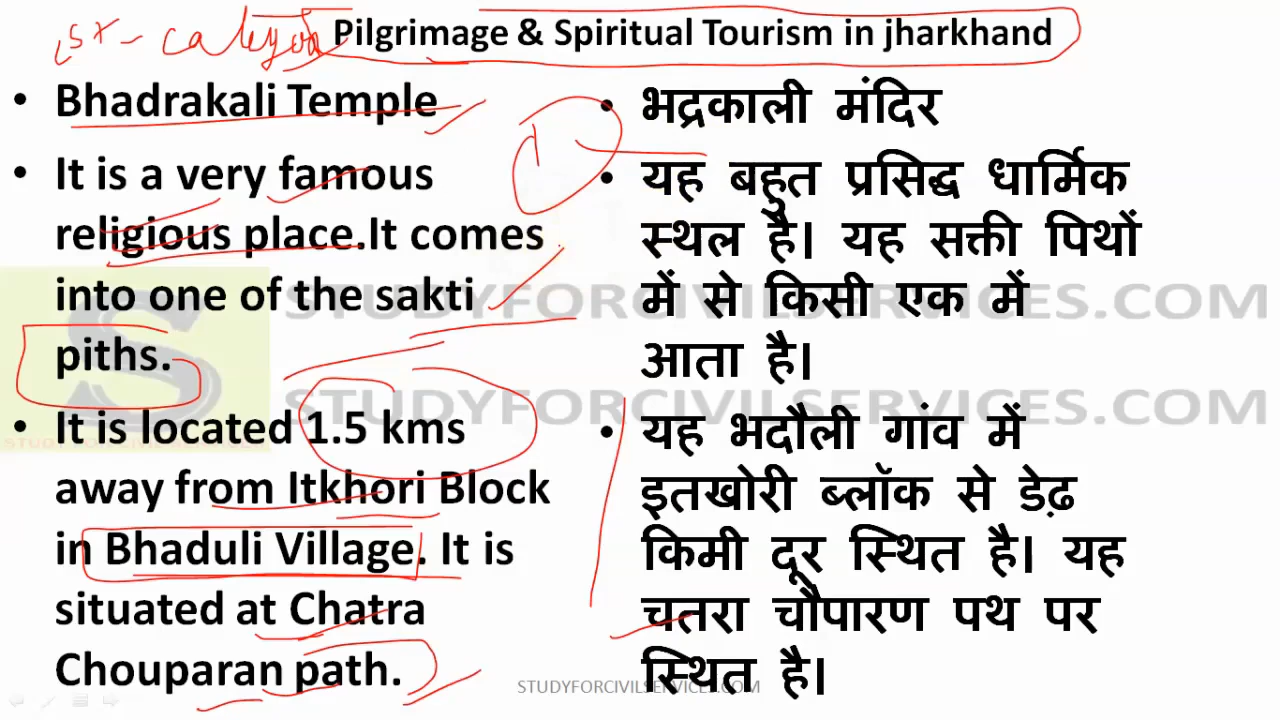 1st - category
Pilgrimage & Spiritual Tourism in jharkhand
• Bhadrakali Temple
• It is a very famous
religious place.It comes
into one of the sakti
piths.
• It is located 1.5 kms
away from Itkhori Block
in Bhaduli Village. It is
situated at Chatra
Chouparan path.
• भद्रकाली मंदिर
• यह बहुत प्रसिद्ध धार्मिक
स्थल है। यह सक्ती पिथों
में से किसी एक में
आता है।
• यह भदौली गांव में
इतखोरी ब्लॉक से डेढ़
किमी दूर स्थित है। यह
चतरा चौपारण पथ पर
स्थित है।
1
STUDYFORCIVILSERVICES.COM
STUDYFORCIVILSERVICES.COM
STUDYFORCIVILSERVICES.COM